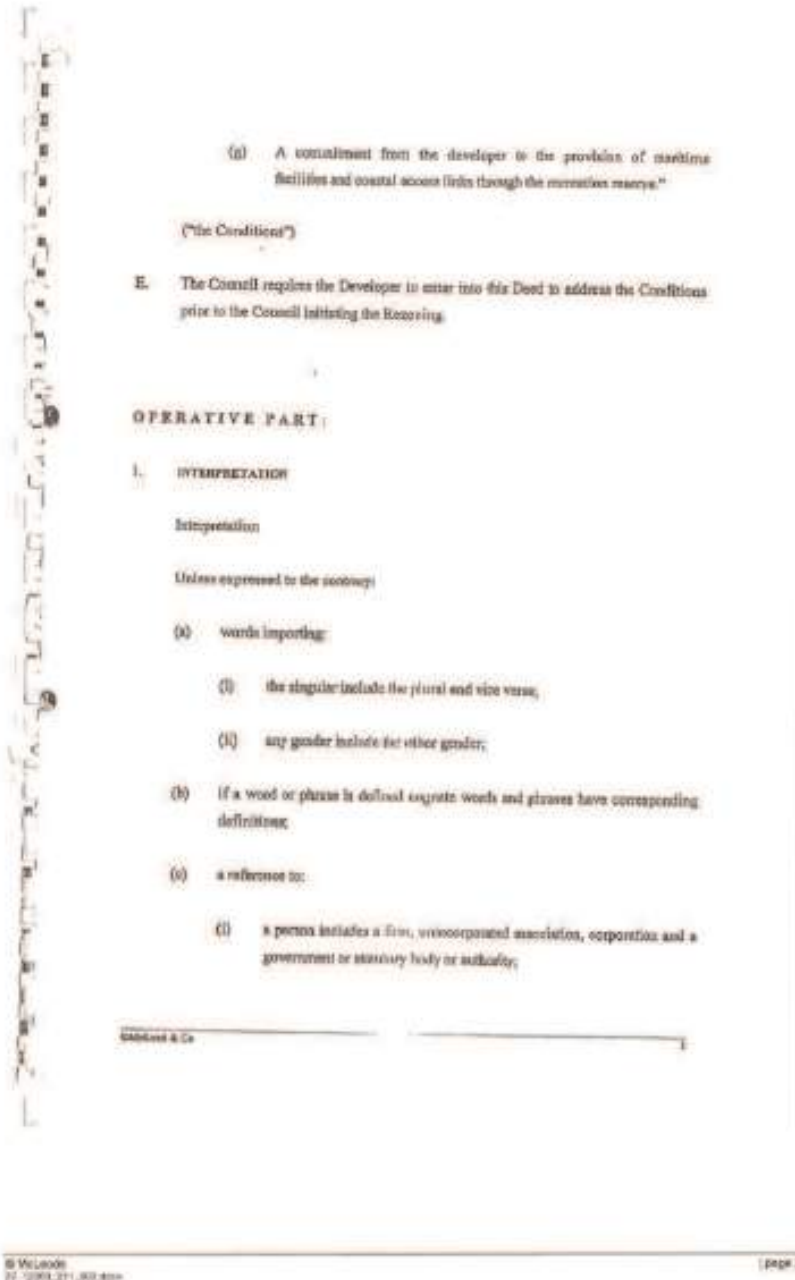 (g) A commitment from the developer to the provision of maritime
facilities and coastal access links through the recreation reserve."
("the Conditions")
E. The Council requires the Developer to enter into this Deed to address the Conditions
prior to the Council initiating the Rezoning.
OPERATIVE PART:
1. INTERPRETATION
Interpretation
Unless expressed to the contrary:
(a) words importing:
(i) the singular include the plural and vice versa;
(ii) any gender include the other gender;
(b) if a word or phrase is defined cognate words and phrases have corresponding
definitions;
(c) a reference to:
(i) a person includes a firm, unincorporated association, corporation and a
government or statutory body or authority;
& Co
© McLeods
page